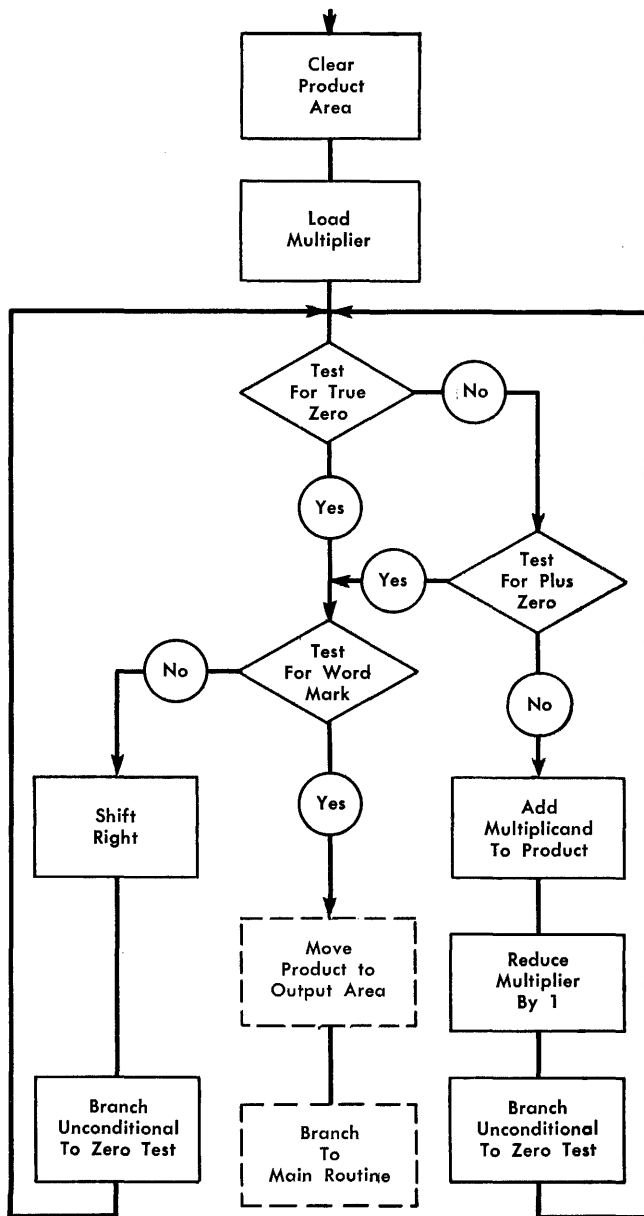 Clear
Product
Area
Load
Multiplier
Test
For True
Zero
No
Yes
Test
For Plus
Zero
Yes
Test
For Word
Mark
No
No
Yes
Shift
Right
Add
Multiplicand
To Product
Move
Product to
Output Area
Reduce
Multiplier
By 1
Branch
Unconditional
To Zero Test
Branch
To
Main Routine
Branch
Unconditional
To Zero Test